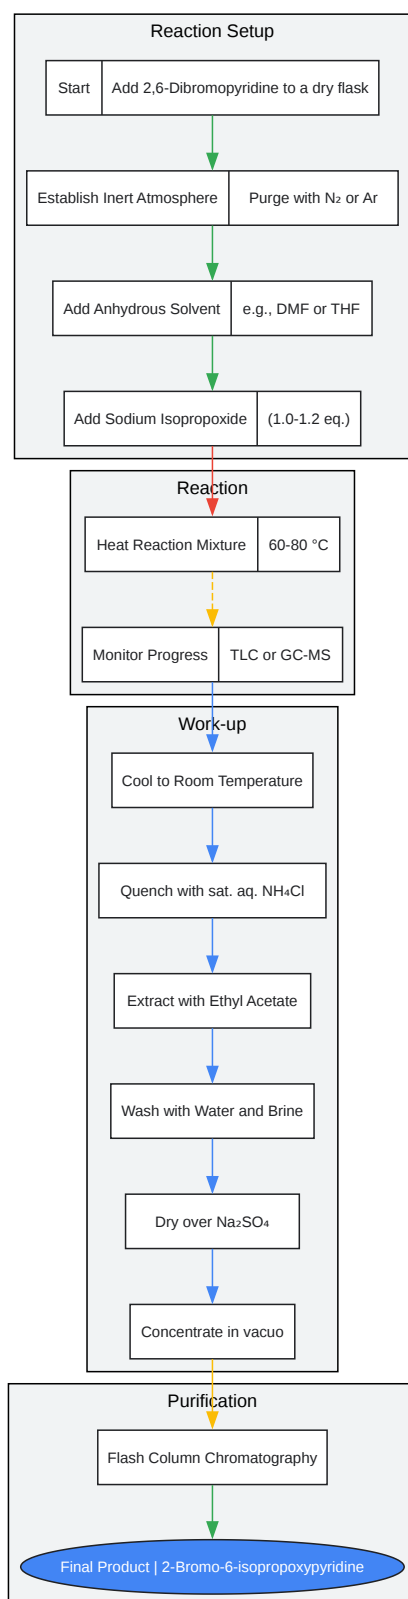 Reaction Setup
Start Add 2,6-Dibromopyridine to a dry flask
Establish Inert Atmosphere Purge with N₂ or Ar
Add Anhydrous Solvent e.g., DMF or THF
Add Sodium Isopropoxide (1.0-1.2 eq.)
Reaction
Heat Reaction Mixture 60-80 °C
Monitor Progress TLC or GC-MS
Work-up
Cool to Room Temperature
Quench with sat. aq. NH₄Cl
Extract with Ethyl Acetate
Wash with Water and Brine
Dry over Na₂SO₄
Concentrate in vacuo
Purification
Flash Column Chromatography
Final Product | 2-Bromo-6-isopropoxypyridine